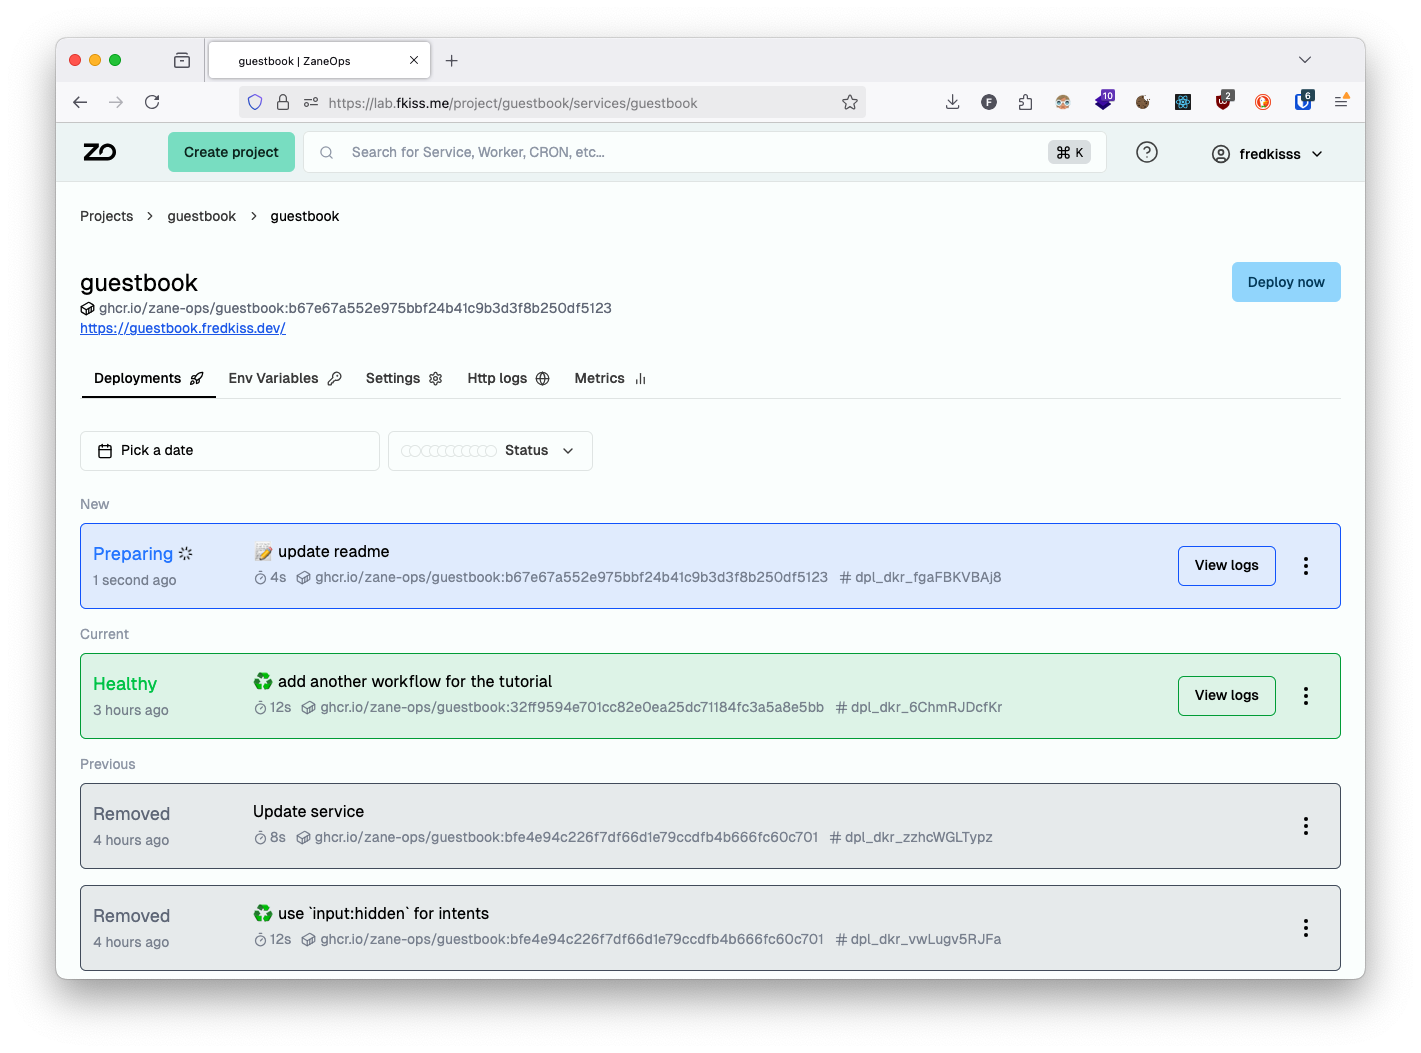 guestbook | ZaneOps
https://lab.fkiss.me/project/guestbook/services/guestbook
F
10
2
6
ZO
Create project
Search for Service, Worker, CRON, etc...
⌘ K
?
fredkisss
Projects > guestbook > guestbook
guestbook
Deploy now
ghcr.io/zane-ops/guestbook:b67e67a552e975bbf24b41c9b3d3f8b250df5123
https://guestbook.fredkiss.dev/
Deployments Env Variables Settings Http logs Metrics
Pick a date
Status
New
Preparing
1 second ago
📝 update readme
4s ghcr.io/zane-ops/guestbook:b67e67a552e975bbf24b41c9b3d3f8b250df5123 # dpl_dkr_fgaFBKVBAj8
View logs
Current
Healthy
3 hours ago
♻️ add another workflow for the tutorial
12s ghcr.io/zane-ops/guestbook:32ff9594e701cc82e0ea25dc71184fc3a5a8e5bb # dpl_dkr_6ChmRJDcfKr
View logs
Previous
Removed
4 hours ago
Update service
8s ghcr.io/zane-ops/guestbook:bfe4e94c226f7df66d1e79ccdfb4b666fc60c701 # dpl_dkr_zzhcWGLTypz
Removed
4 hours ago
♻️ use `input:hidden` for intents
12s ghcr.io/zane-ops/guestbook:bfe4e94c226f7df66d1e79ccdfb4b666fc60c701 # dpl_dkr_vwLugv5RJFa